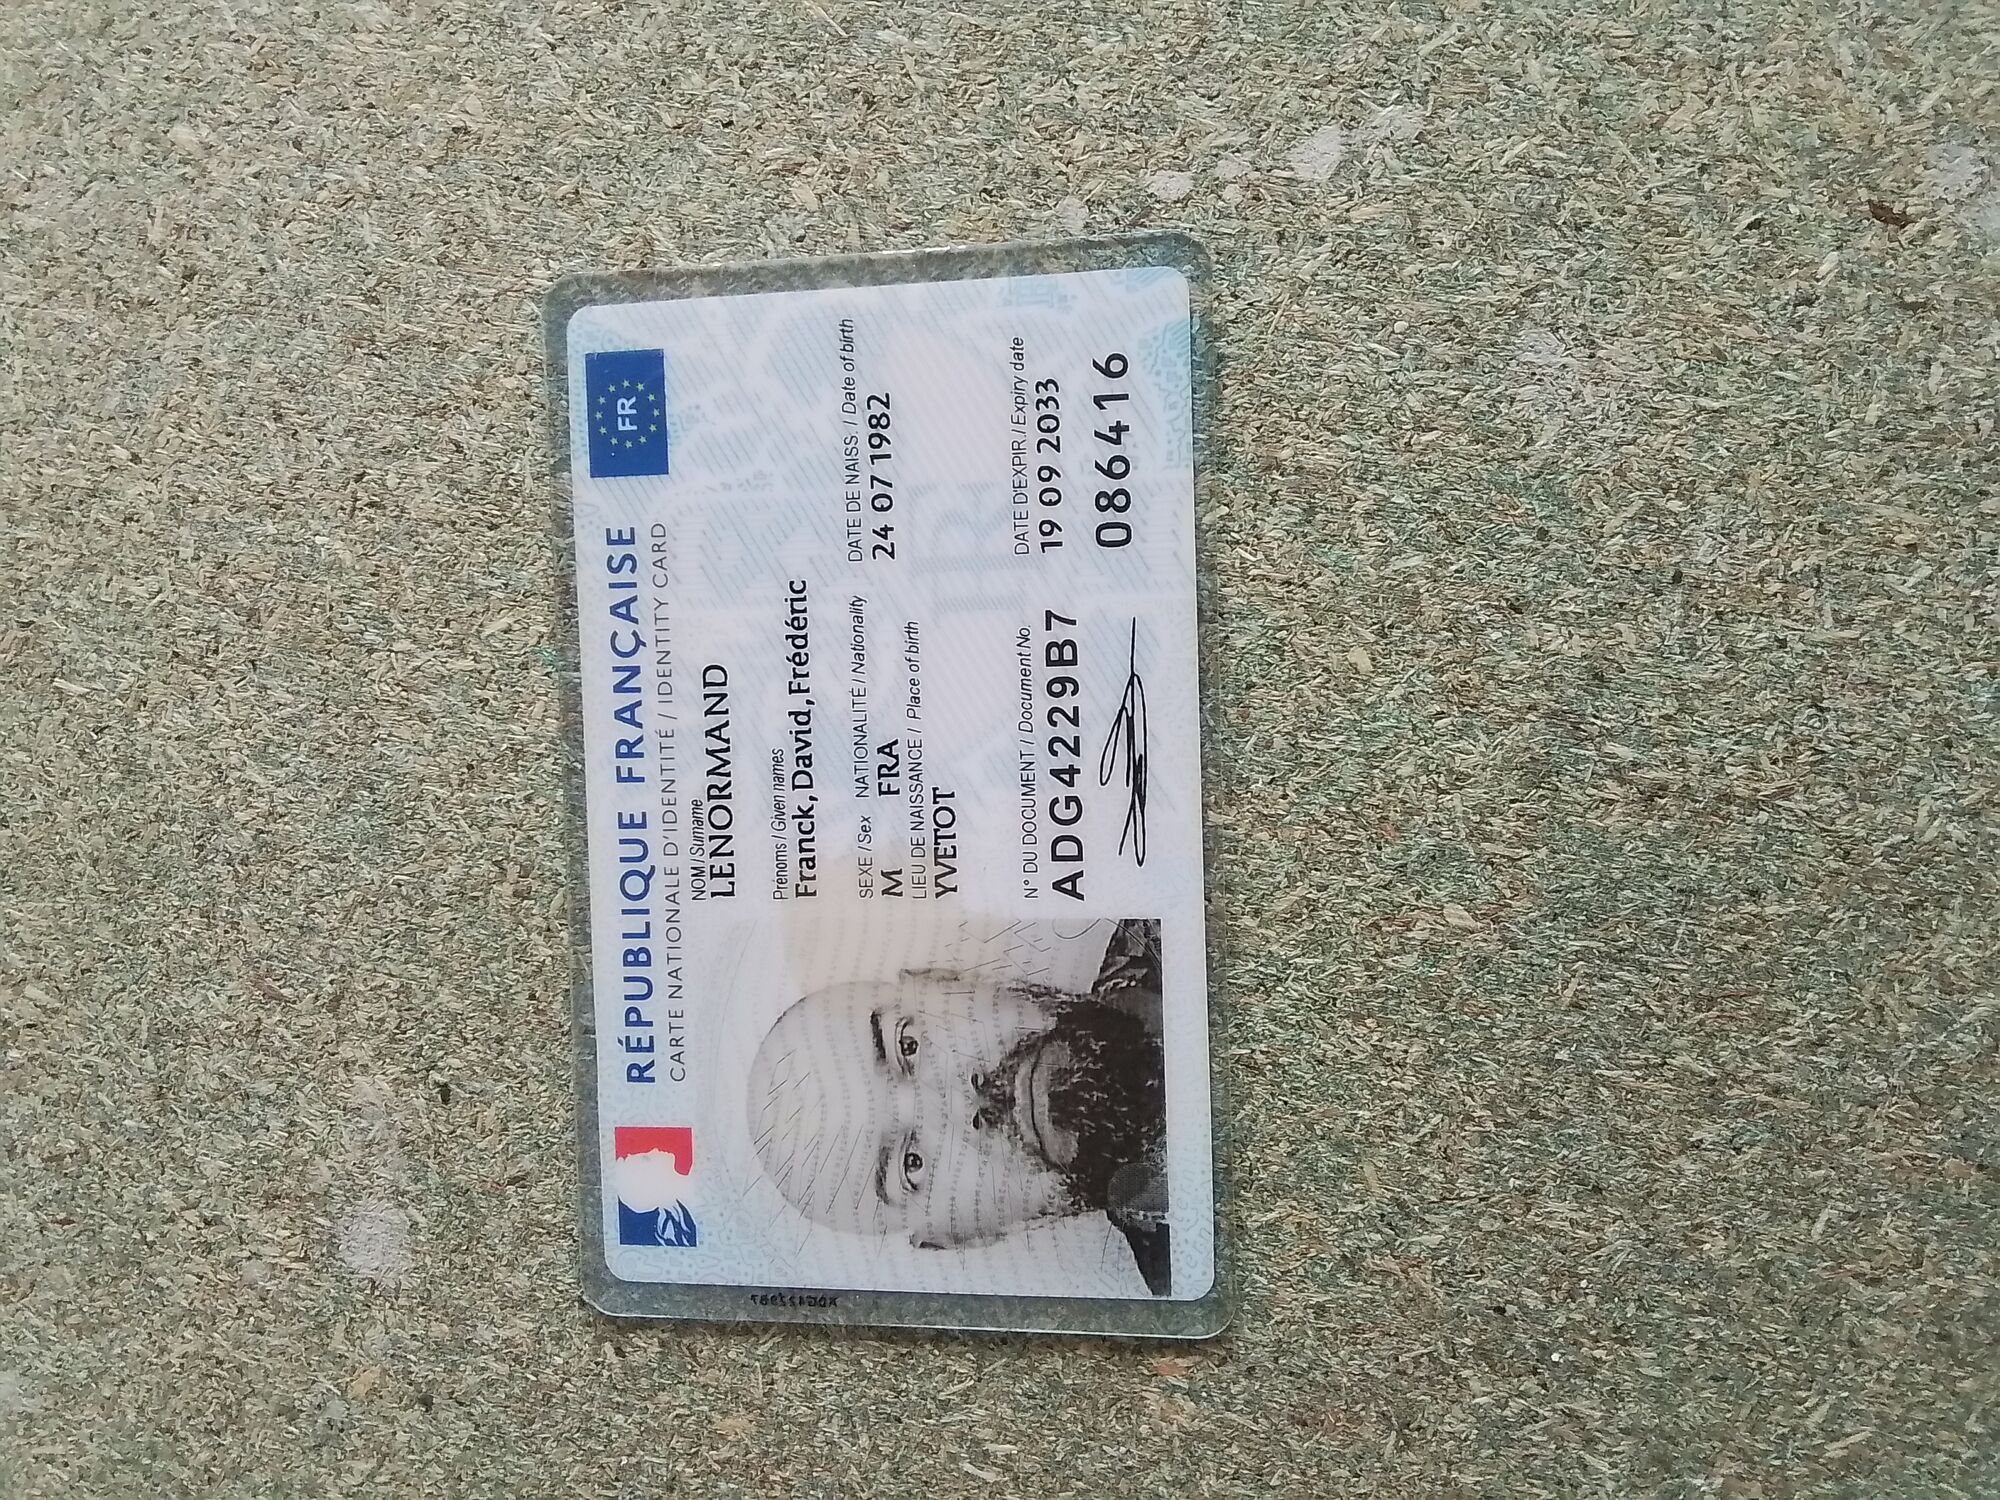 RÉPUBLIQUE FRANÇAISE
FR
CARTE NATIONALE D'IDENTITÉ / IDENTITY CARD
NOM / Surname
LENORMAND
Prénoms / Given names
Franck, David, Frédéric
SEXE / Sex NATIONALITÉ / Nationality DATE DE NAISS. / Date of birth
M FRA 24 07 1982
LIEU DE NAISSANCE / Place of birth
YVETOT
N° DU DOCUMENT / Document No. DATE D'EXPIR / Expiry date
ADG4229B7 19 09 2033
086416